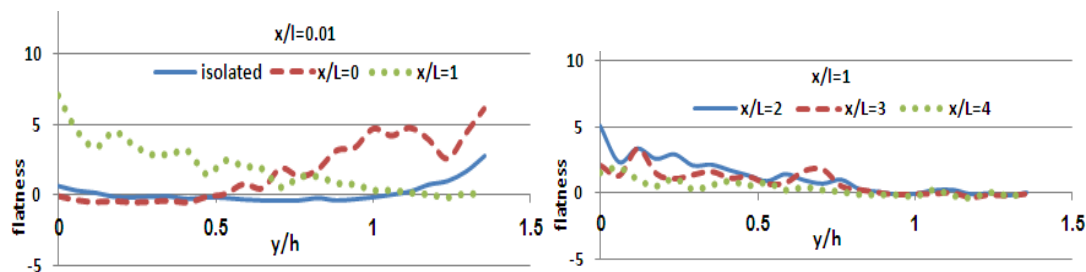 x/l=0.01
isolated x/L=0 x/L=1
10
5
0
-5
0 0.5 1 1.5
flatness
y/h
x/l=1
x/L=2 x/L=3 x/L=4
10
5
0
-5
0 0.5 1 1.5
flatness
y/h